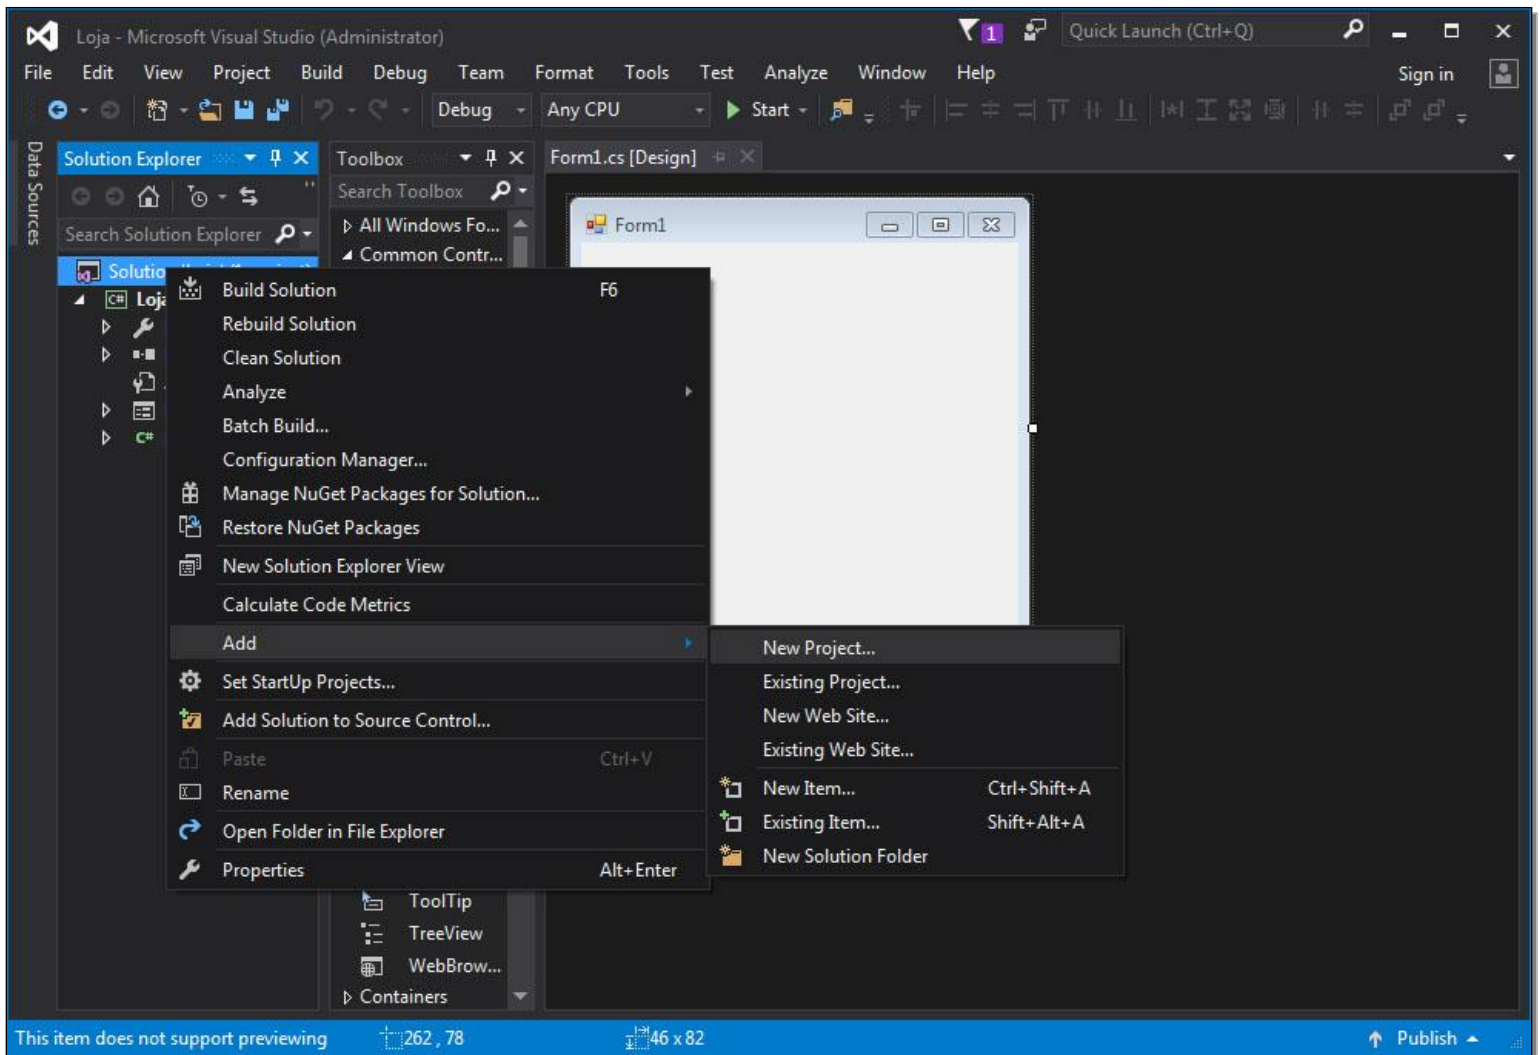 Loja - Microsoft Visual Studio (Administrator)
1
Quick Launch (Ctrl+Q)
File Edit View Project Build Debug Team Format Tools Test Analyze Window Help
Sign in
Debug
Any CPU
Start
Data Sources
Solution Explorer
Search Solution Explorer
C# Loja
C#
Toolbox
Search Toolbox
All Windows Fo...
Common Contr...
Form1.cs [Design]
Form1
Build Solution F6
Rebuild Solution
Clean Solution
Analyze
Batch Build...
Configuration Manager...
Manage NuGet Packages for Solution...
Restore NuGet Packages
New Solution Explorer View
Calculate Code Metrics
Add
Set StartUp Projects...
Add Solution to Source Control...
Paste Ctrl+V
Rename
Open Folder in File Explorer
Properties Alt+Enter
New Project...
Existing Project...
New Web Site...
Existing Web Site...
New Item... Ctrl+Shift+A
Existing Item... Shift+Alt+A
New Solution Folder
ToolTip
TreeView
WebBrow...
Containers
This item does not support previewing
262 , 78
46 x 82
Publish